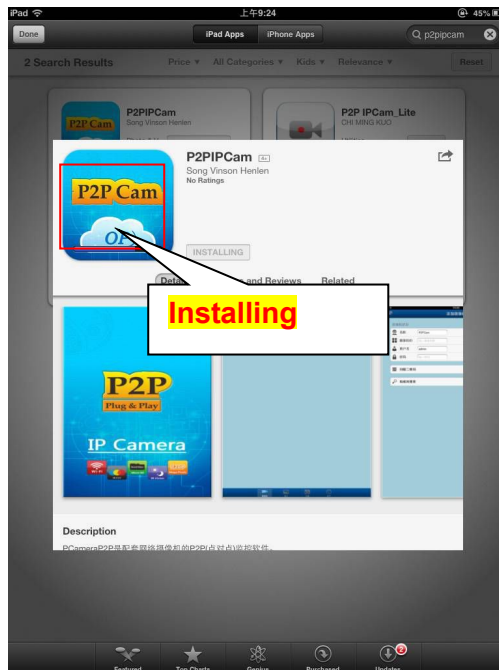 iPad 上午9:24 45%
Done iPad Apps iPhone Apps p2pipcam
2 Search Results Price All Categories Kids Relevance Reset
P2PIPCam
Song Vinson Henlen
P2P IPCam_Lite
CHI MING KUO
P2P Cam
P2PIPCam 4+
Song Vinson Henlen
No Ratings
P2P Cam
INSTALLING
and Reviews Related
Installing
P2P
Plug & Play
IP Camera
Description
PCameraP2P是配套网络摄像机的P2P(点对点)监控软件。
Featured Top Charts Genius Purchased Updates
2